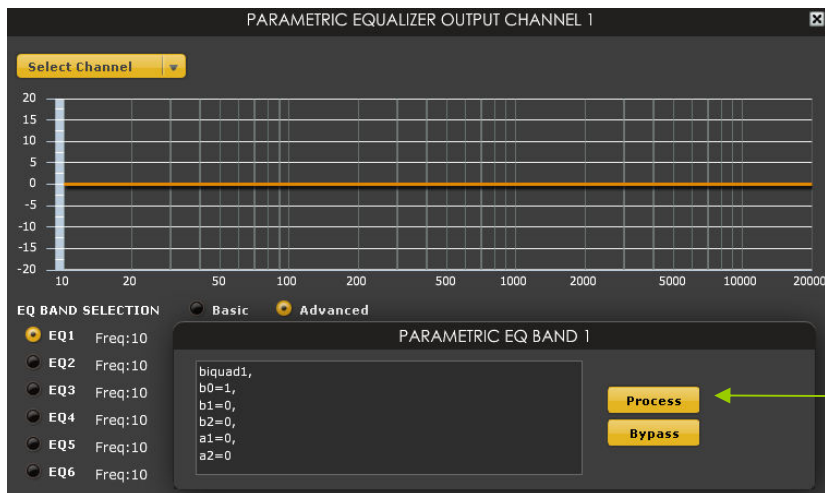 PARAMETRIC EQUALIZER OUTPUT CHANNEL 1
Select Channel
20
15
10
5
0
-5
-10
-15
-20
10 20 50 100 200 500 1000 2000 5000 10000 20000
EQ BAND SELECTION Basic Advanced
EQ1 Freq:10
EQ2 Freq:10
EQ3 Freq:10
EQ4 Freq:10
EQ5 Freq:10
EQ6 Freq:10
PARAMETRIC EQ BAND 1
biquad1,
b0=1,
b1=0,
b2=0,
a1=0,
a2=0
Process
Bypass